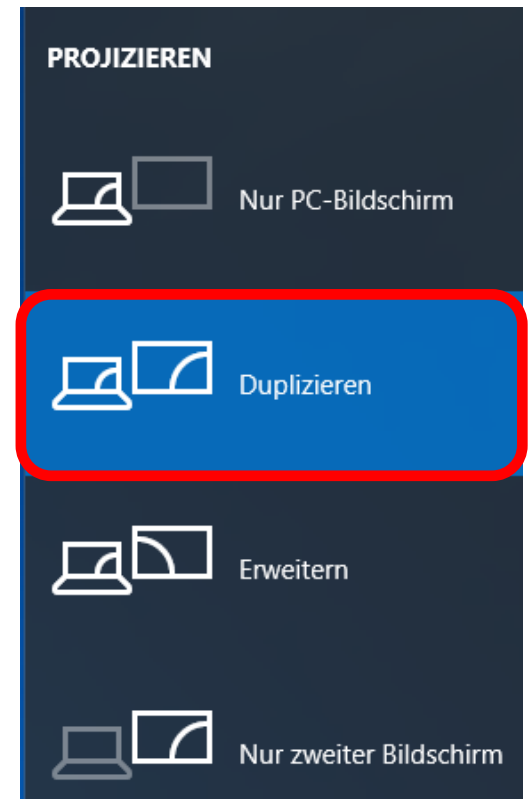 PROJIZIEREN
Nur PC-Bildschirm
Duplizieren
Erweitern
Nur zweiter Bildschirm